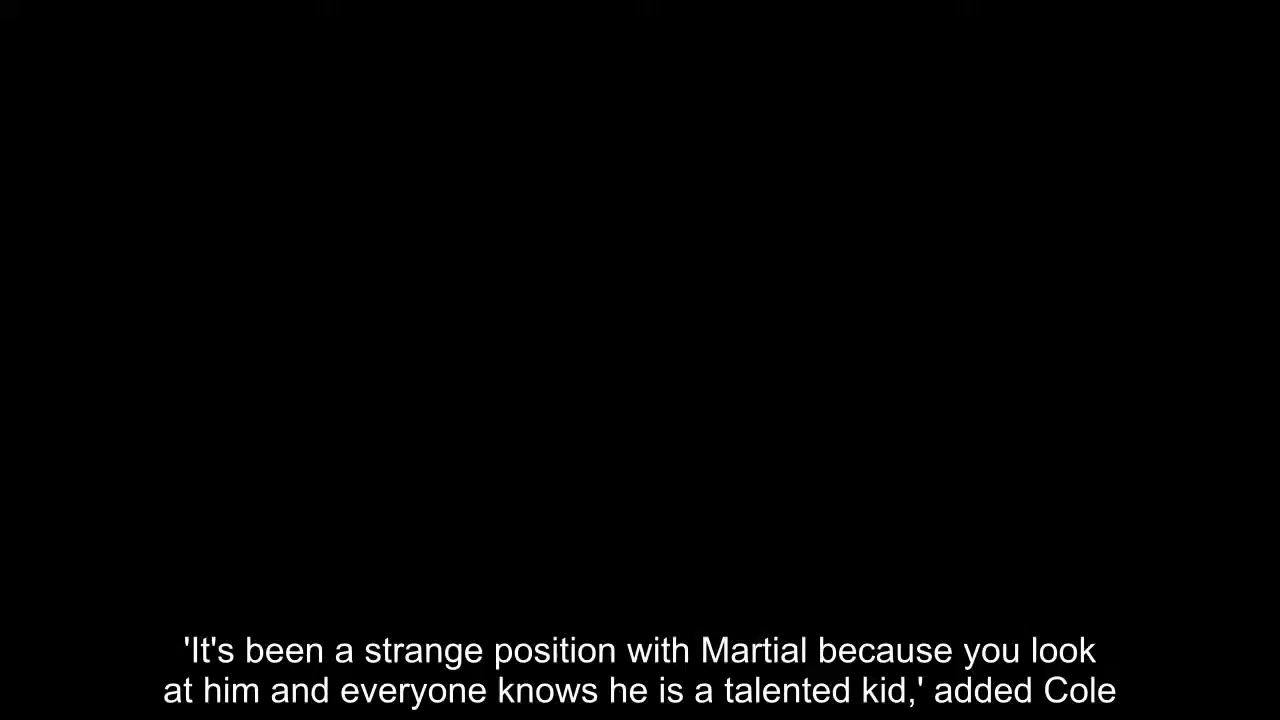 'It's been a strange position with Martial because you look
at him and everyone knows he is a talented kid,' added Cole